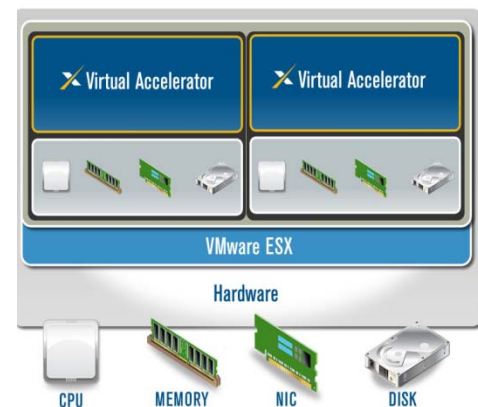 Virtual Accelerator
Virtual Accelerator
VMware ESX
Hardware
CPU
MEMORY
NIC
DISK